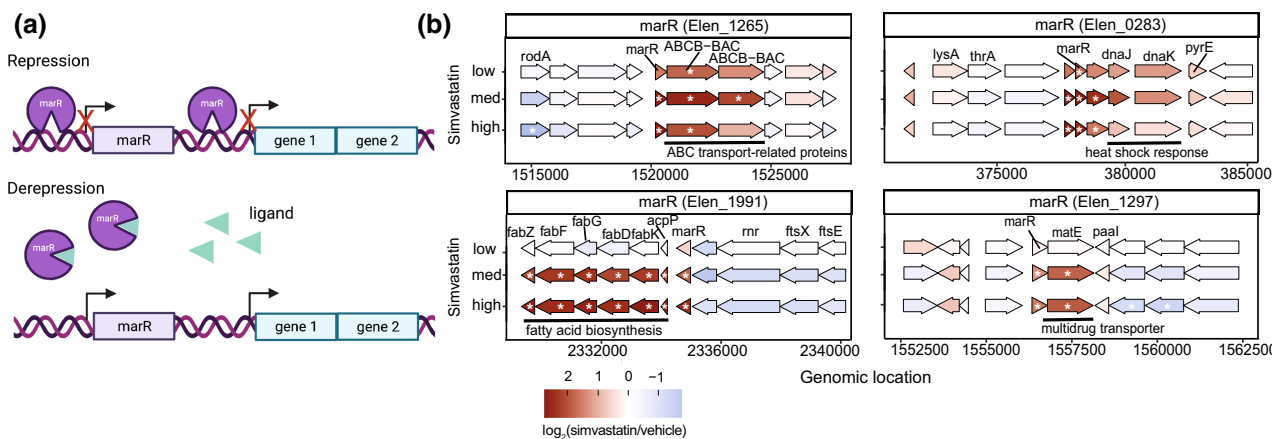 (a)
Repression
marR
marR
X
X
marR
gene 1
gene 2
Derepression
marR
marR
ligand
marR
gene 1
gene 2
(b)
marR (Elen_1265)
Simvastatin
low
med
high
rodA
marR
ABCB−BAC
ABCB−BAC
*
* * *
* * *
ABC transport-related proteins
1515000 1520000 1525000
marR (Elen_0283)
lysA
thrA
marR
dnaJ
dnaK
pyrE
*
* * *
* * *
heat shock response
375000 380000 385000
marR (Elen_1991)
Simvastatin
low
med
high
fabZ
fabF
fabG
fabD
fabK
acpP
marR
rnr
ftsX
ftsE
* * * * * * *
* * * * * * *
fatty acid biosynthesis
2332000 2336000 2340000
marR (Elen_1297)
marR
matE
paaI
* *
* * * *
multidrug transporter
1552500 1555000 1557500 1560000 1562500
Genomic location
2 1 0 −1
log2(simvastatin/vehicle)